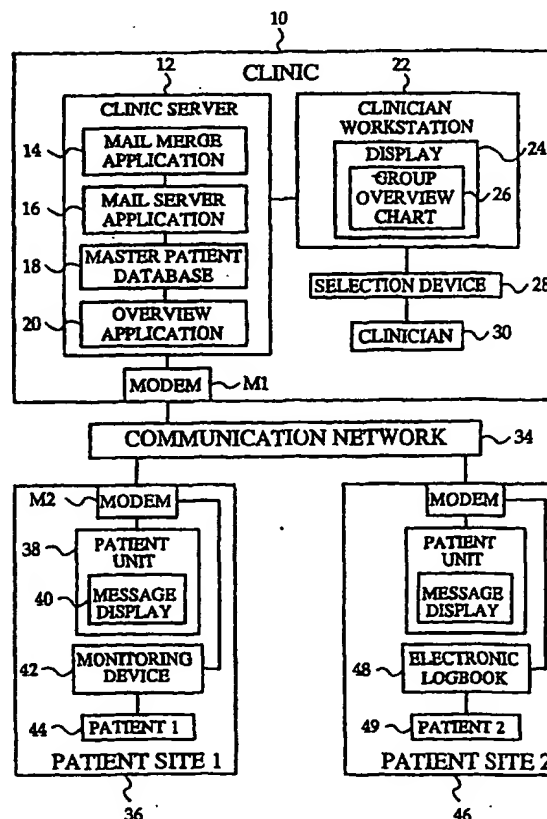 10
12
CLINIC
22
CLINIC SERVER
14
MAIL MERGE
APPLICATION
16
MAIL SERVER
APPLICATION
18
MASTER PATIENT
DATABASE
20
OVERVIEW
APPLICATION
CLINICIAN
WORKSTATION
DISPLAY
24
GROUP
OVERVIEW
CHART
26
SELECTION DEVICE
28
CLINICIAN
30
MODEM
M1
COMMUNICATION NETWORK
34
M2
MODEM
38
PATIENT
UNIT
40
MESSAGE
DISPLAY
42
MONITORING
DEVICE
44
PATIENT 1
PATIENT SITE 1
36
MODEM
PATIENT
UNIT
MESSAGE
DISPLAY
48
ELECTRONIC
LOGBOOK
49
PATIENT 2
PATIENT SITE 2
46